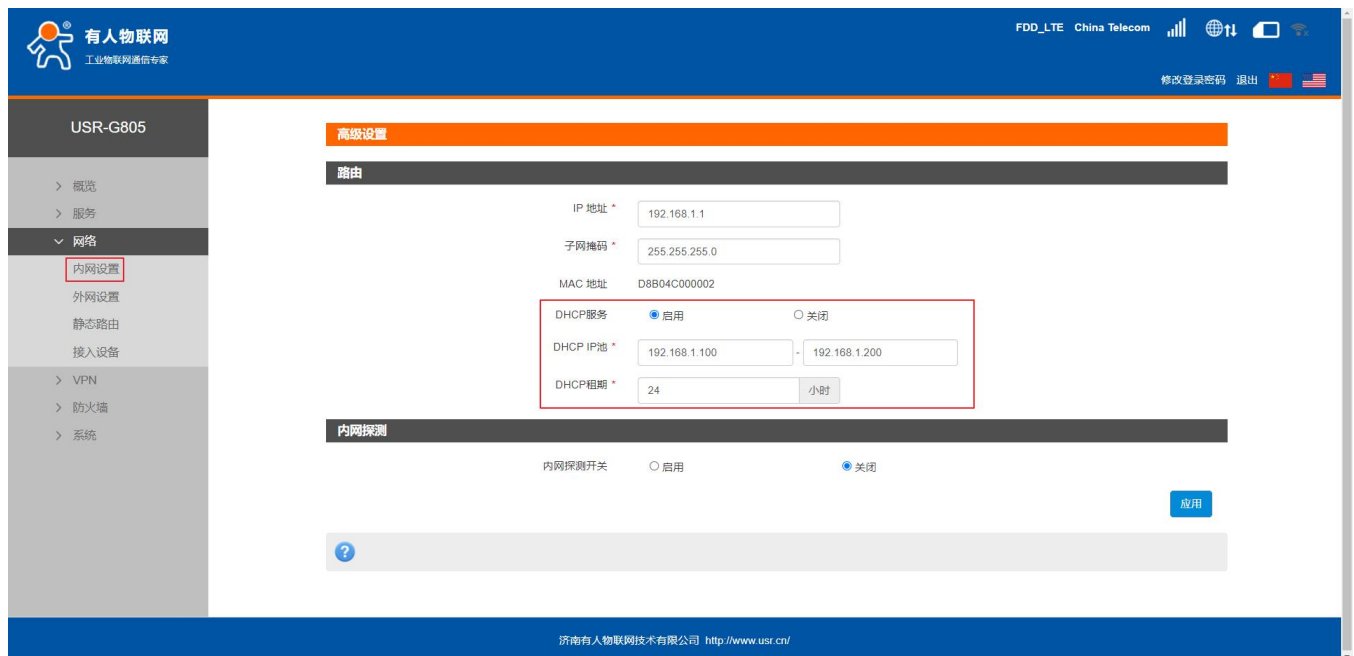 有人物联网
工业物联网通信专家
FDD_LTE China Telecom
修改登录密码 退出
USR-G805
概览
服务
网络
内网设置
外网设置
静态路由
接入设备
VPN
防火墙
系统
高级设置
路由
IP 地址 * 192.168.1.1
子网掩码 * 255.255.255.0
MAC 地址 D8B04C000002
DHCP服务 启用 关闭
DHCP IP池 * 192.168.1.100 - 192.168.1.200
DHCP租期 * 24 小时
内网探测
内网探测开关 启用 关闭
应用
济南有人物联网技术有限公司 http://www.usr.cn/